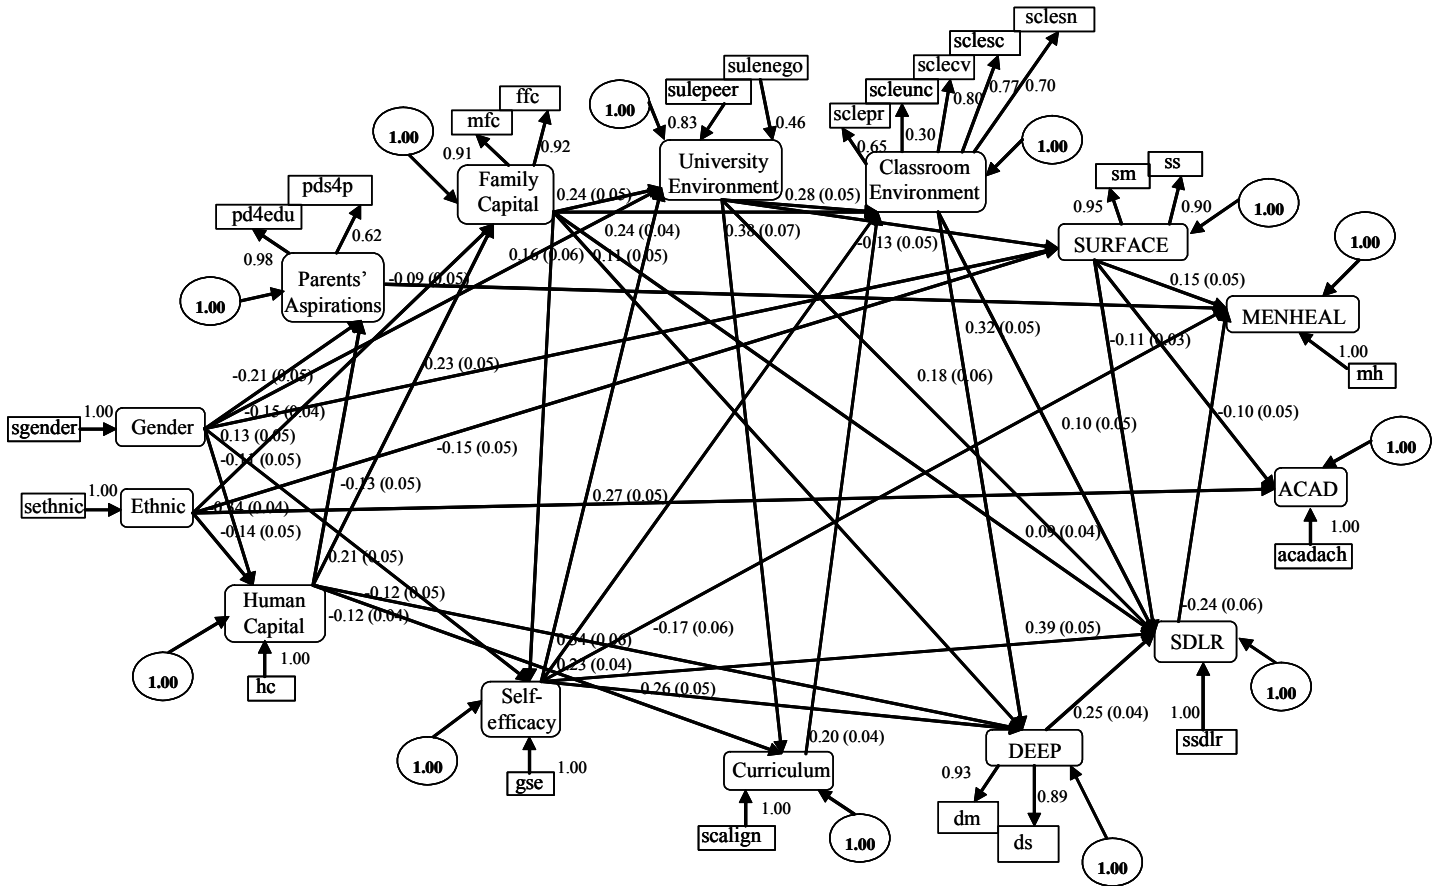 sclesn
sclesc
sulenego
sclecv
0.77
0.70
ffc
sulepeer
scleunc
0.80
1.00
mfc
sclepr
0.83
0.46
0.30
1.00
0.91
0.92
0.65
1.00
University
Environment
Classroom
Environment
ss
sm
pds4p
Family
Capital
0.24 (0.05)
0.28 (0.05)
0.95
0.90
1.00
pd4edu
0.62
0.24 (0.04)
0.38 (0.07)
-0.13 (0.05)
SURFACE
1.00
0.98
0.16 (0.06)
0.11 (0.05)
Parents’
Aspirations
-0.09 (0.05)
0.15 (0.05)
1.00
MENHEAL
0.32 (0.05)
-0.11 (0.03)
1.00
mh
-0.21 (0.05)
0.23 (0.05)
0.18 (0.06)
1.00
sgender
Gender
-0.15 (0.04)
0.13 (0.05)
0.10 (0.05)
-0.10 (0.05)
1.00
-0.15 (0.05)
-0.13 (0.05)
1.00
sethnic
Ethnic
0.27 (0.05)
ACAD
-0.14 (0.05)
0.09 (0.04)
1.00
acadach
0.21 (0.05)
-0.12 (0.05)
Human
Capital
-0.12 (0.04)
-0.24 (0.06)
-0.17 (0.06)
0.39 (0.05)
SDLR
0.23 (0.04)
1.00
1.00
hc
Self-
efficacy
0.26 (0.05)
1.00
0.25 (0.04)
1.00
ssdlr
0.20 (0.04)
DEEP
1.00
gse
1.00
Curriculum
0.93
0.89
1.00
scalign
1.00
dm
ds
1.00